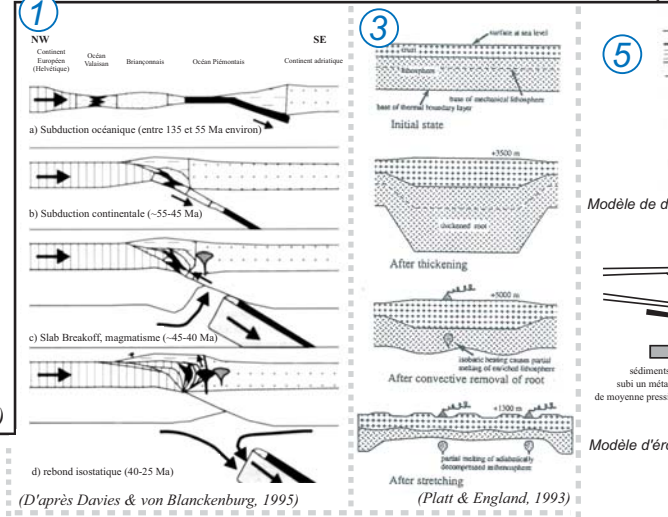 1
NW
SE
Continent
Européen
(Helvétique)
Océan
Valaisan
Briançonnais
Océan Piémontais
Continent adriatique
a) Subduction océanique (entre 135 et 55 Ma environ)
b) Subduction continentale (~55-45 Ma)
c) Slab Breakoff, magmatisme (~45-40 Ma)
d) rebond isostatique (40-25 Ma)
(D'après Davies & von Blanckenburg, 1995)
3
surface at sea level
crust
lithosphere
base of mechanical lithosphere
base of thermal boundary layer
Initial state
+3500 m
thickened root
After thickening
+5000 m
isobaric heating causes partial
melting of enriched lithosphere
After convective removal of root
+1300 m
partial melting of adiabatically
decompressed asthenosphere
After stretching
(Platt & England, 1993)
5
Modèle de d
sédiments
subi un méta
de moyenne pressi
Modèle d'éro
)